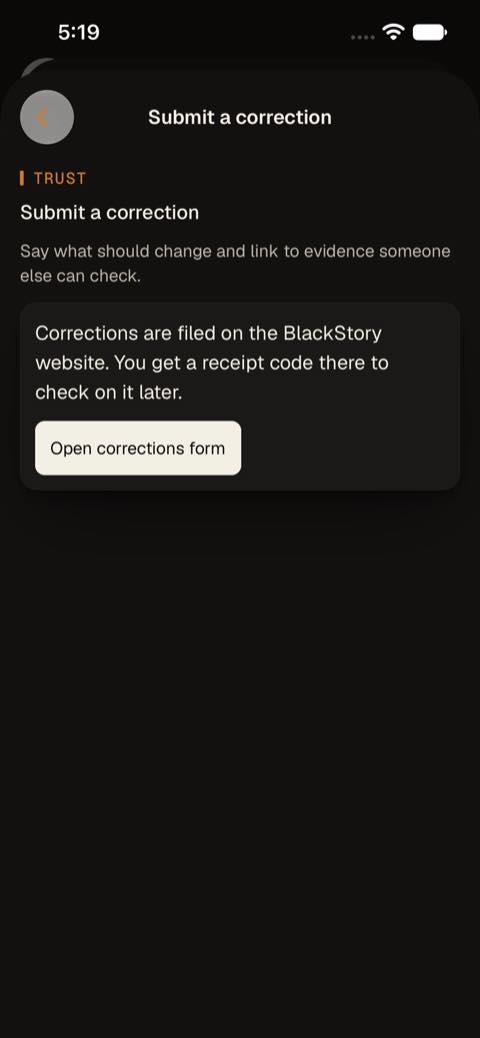 5:19
Submit a correction
TRUST
Submit a correction
Say what should change and link to evidence someone
else can check.
Corrections are filed on the BlackStory
website. You get a receipt code there to
check on it later.
Open corrections form